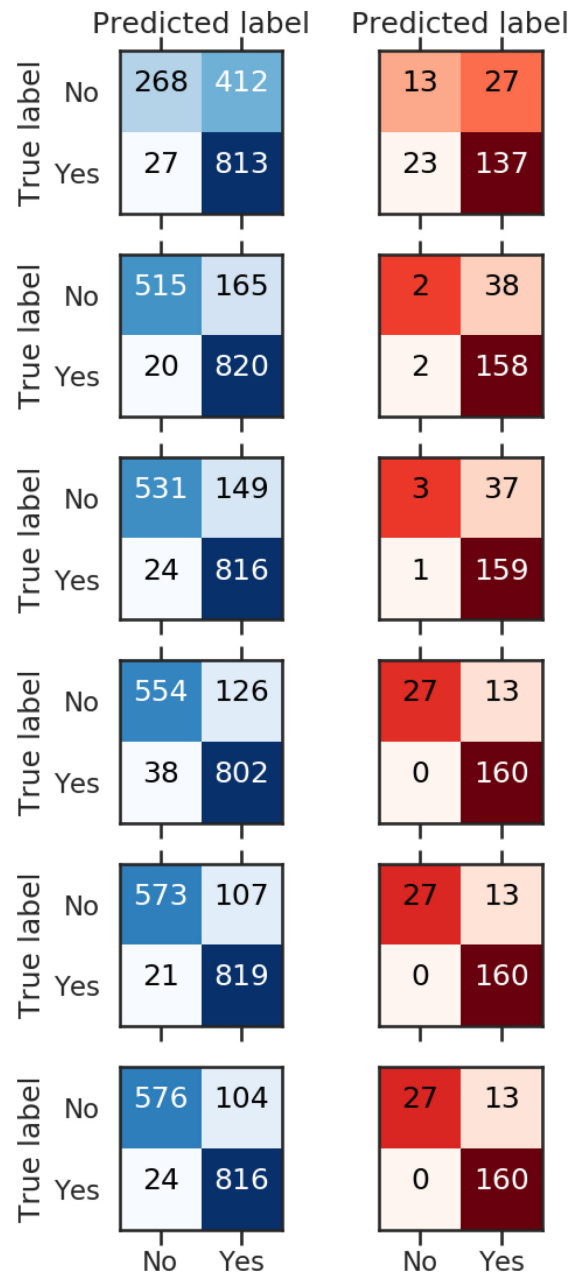 Predicted label Predicted label
True label
No 268 412 13 27
Yes 27 813 23 137
True label
No 515 165 2 38
Yes 20 820 2 158
True label
No 531 149 3 37
Yes 24 816 1 159
True label
No 554 126 27 13
Yes 38 802 0 160
True label
No 573 107 27 13
Yes 21 819 0 160
True label
No 576 104 27 13
Yes 24 816 0 160
No Yes No Yes